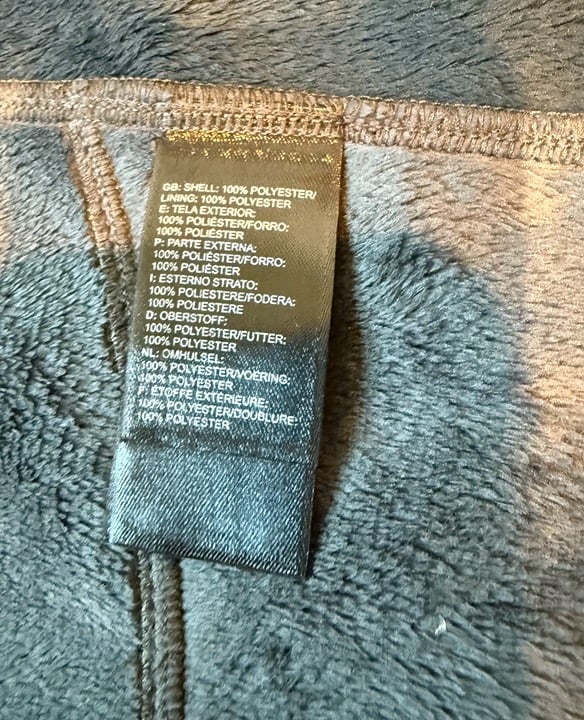 GB: SHELL: 100% POLYESTER/
LINING: 100% POLYESTER
E: TELA EXTERIOR:
100% POLIÉSTER/FORRO:
100% POLIÉSTER
P: PARTE EXTERNA:
100% POLIÉSTER/FORRO:
100% POLIÉSTER
I: ESTERNO STRATO:
100% POLIESTERE/FODERA:
100% POLIESTERE
D: OBERSTOFF:
100% POLYESTER/FUTTER:
100% POLYESTER
NL: OMHULSEL:
100% POLYESTER/VOERING:
100% POLYESTER
F: ÉTOFFE EXTÉRIEURE:
100% POLYESTER/DOUBLURE:
100% POLYESTER